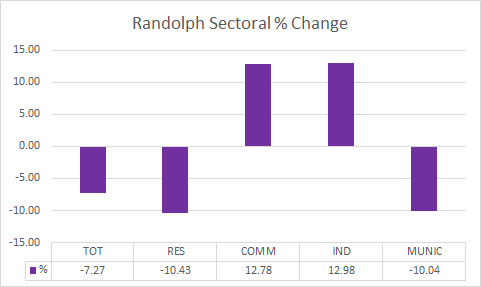 Randolph Sectoral % Change
15.00
10.00
5.00
0.00
-5.00
-10.00
-15.00
TOT RES COMM IND MUNIC
% -7.27 -10.43 12.78 12.98 -10.04